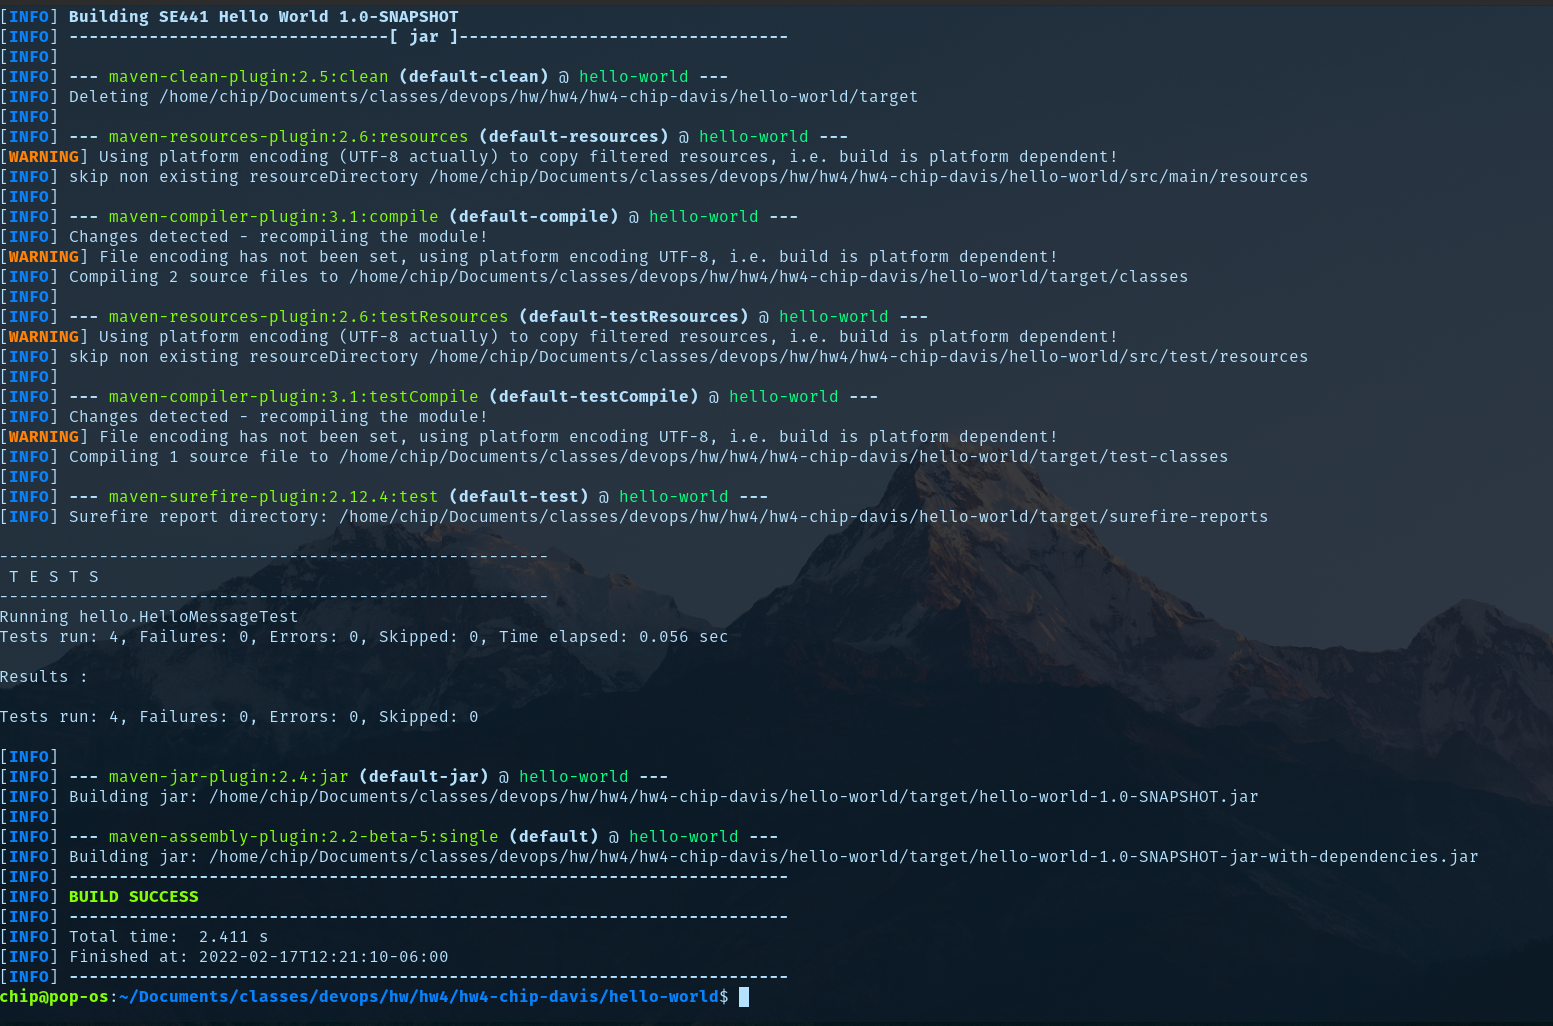 [INFO] Building SE441 Hello World 1.0-SNAPSHOT
[INFO] --------------------------------[ jar ]---------------------------------
[INFO]
[INFO] --- maven-clean-plugin:2.5:clean (default-clean) @ hello-world ---
[INFO] Deleting /home/chip/Documents/classes/devops/hw/hw4/hw4-chip-davis/hello-world/target
[INFO]
[INFO] --- maven-resources-plugin:2.6:resources (default-resources) @ hello-world ---
[WARNING] Using platform encoding (UTF-8 actually) to copy filtered resources, i.e. build is platform dependent!
[INFO] skip non existing resourceDirectory /home/chip/Documents/classes/devops/hw/hw4/hw4-chip-davis/hello-world/src/main/resources
[INFO]
[INFO] --- maven-compiler-plugin:3.1:compile (default-compile) @ hello-world ---
[INFO] Changes detected - recompiling the module!
[WARNING] File encoding has not been set, using platform encoding UTF-8, i.e. build is platform dependent!
[INFO] Compiling 2 source files to /home/chip/Documents/classes/devops/hw/hw4/hw4-chip-davis/hello-world/target/classes
[INFO]
[INFO] --- maven-resources-plugin:2.6:testResources (default-testResources) @ hello-world ---
[WARNING] Using platform encoding (UTF-8 actually) to copy filtered resources, i.e. build is platform dependent!
[INFO] skip non existing resourceDirectory /home/chip/Documents/classes/devops/hw/hw4/hw4-chip-davis/hello-world/src/test/resources
[INFO]
[INFO] --- maven-compiler-plugin:3.1:testCompile (default-testCompile) @ hello-world ---
[INFO] Changes detected - recompiling the module!
[WARNING] File encoding has not been set, using platform encoding UTF-8, i.e. build is platform dependent!
[INFO] Compiling 1 source file to /home/chip/Documents/classes/devops/hw/hw4/hw4-chip-davis/hello-world/target/test-classes
[INFO]
[INFO] --- maven-surefire-plugin:2.12.4:test (default-test) @ hello-world ---
[INFO] Surefire report directory: /home/chip/Documents/classes/devops/hw/hw4/hw4-chip-davis/hello-world/target/surefire-reports
-------------------------------------------------------
T E S T S
-------------------------------------------------------
Running hello.HelloMessageTest
Tests run: 4, Failures: 0, Errors: 0, Skipped: 0, Time elapsed: 0.056 sec
Results :
Tests run: 4, Failures: 0, Errors: 0, Skipped: 0
[INFO]
[INFO] --- maven-jar-plugin:2.4:jar (default-jar) @ hello-world ---
[INFO] Building jar: /home/chip/Documents/classes/devops/hw/hw4/hw4-chip-davis/hello-world/target/hello-world-1.0-SNAPSHOT.jar
[INFO]
[INFO] --- maven-assembly-plugin:2.2-beta-5:single (default) @ hello-world ---
[INFO] Building jar: /home/chip/Documents/classes/devops/hw/hw4/hw4-chip-davis/hello-world/target/hello-world-1.0-SNAPSHOT-jar-with-dependencies.jar
[INFO] ------------------------------------------------------------------------
[INFO] BUILD SUCCESS
[INFO] ------------------------------------------------------------------------
[INFO] Total time:  2.411 s
[INFO] Finished at: 2022-02-17T12:21:10-06:00
[INFO] ------------------------------------------------------------------------
chip@pop-os:~/Documents/classes/devops/hw/hw4/hw4-chip-davis/hello-world$